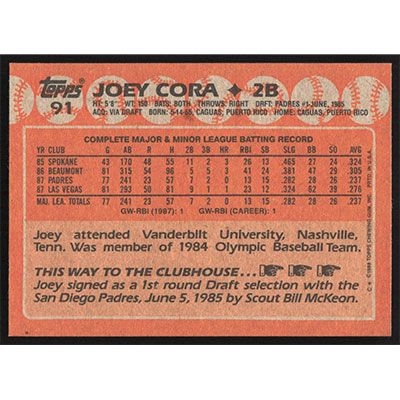 Topps
91
JOEY CORA ♦ 2B
HT: 5'8" WT: 150 BATS: BOTH THROWS: RIGHT DRFT: PADRES #1-JUNE, 1985
ACQ: VIA DRAFT BORN: 5-14-65, CAGUAS, PUERTO RICO HOME: CAGUAS, PUERTO RICO
COMPLETE MAJOR & MINOR LEAGUE BATTING RECORD
YR CLUB G AB R H 2B 3B HR RBI SB SLG BB SO AVG
85 SPOKANE 43 170 48 55 11 2 3 26 13 .465 27 24 .324
86 BEAUMONT 81 315 54 96 5 5 3 41 24 47 29 .305
87 PADRES 77 241 23 57 7 2 0 13 15 .282 28 26 .237
87 LAS VEGAS 81 293 50 81 9 1 1 24 12 .324 62 39 .276
MAJ. LEA. TOTALS 77 241 23 57 7 2 0 13 15 .282 28 26 .237
GW-RBI (1987): 1 GW-RBI (CAREER): 1
Joey attended Vanderbilt University, Nashville,
Tenn. Was member of 1984 Olympic Baseball Team.
THIS WAY TO THE CLUBHOUSE...
Joey signed as a 1st round Draft selection with the
San Diego Padres, June 5, 1985 by Scout Bill McKeon.
© 1988 TOPPS CHEWING GUM, INC. PRTD. IN U.S.A.